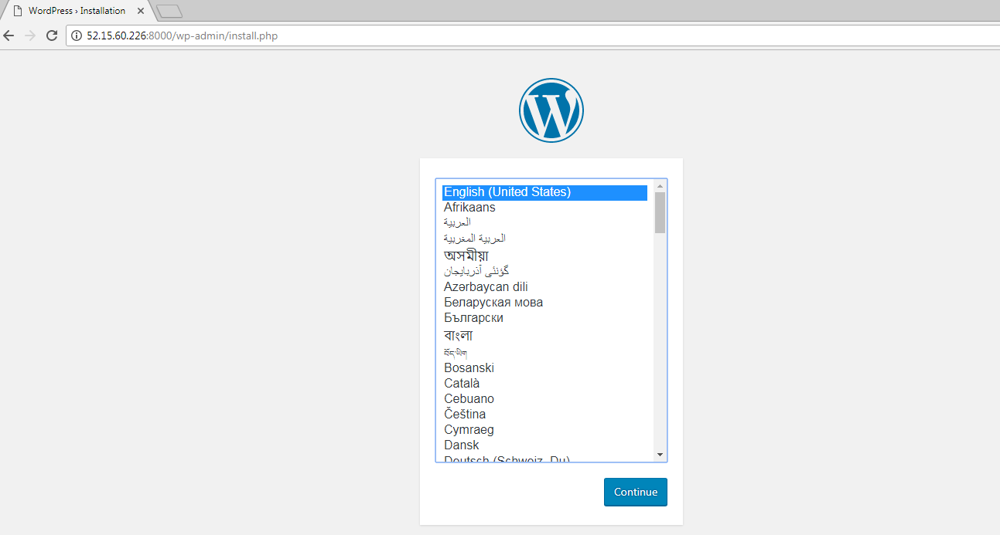 WordPress › Installation
52.15.60.226:8000/wp-admin/install.php
English (United States)
Afrikaans
العربية
العربية المغربية
অসমীয়া
گؤنئی آذربایجان
Azərbaycan dili
Беларуская мова
Български
বাংলা
བོད་ཡིག
Bosanski
Català
Cebuano
Čeština
Cymraeg
Dansk
Deutsch (Schweiz, Du)
Continue